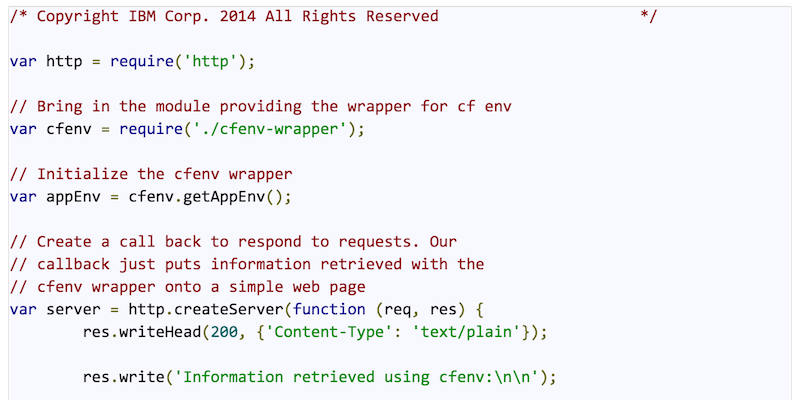 /* Copyright IBM Corp. 2014 All Rights Reserved                      */
var http = require('http');
// Bring in the module providing the wrapper for cf env
var cfenv = require('./cfenv-wrapper');
// Initialize the cfenv wrapper
var appEnv = cfenv.getAppEnv();
// Create a call back to respond to requests. Our
// callback just puts information retrieved with the
// cfenv wrapper onto a simple web page
var server = http.createServer(function (req, res) {
        res.writeHead(200, {'Content-Type': 'text/plain'});
        res.write('Information retrieved using cfenv:\n\n');